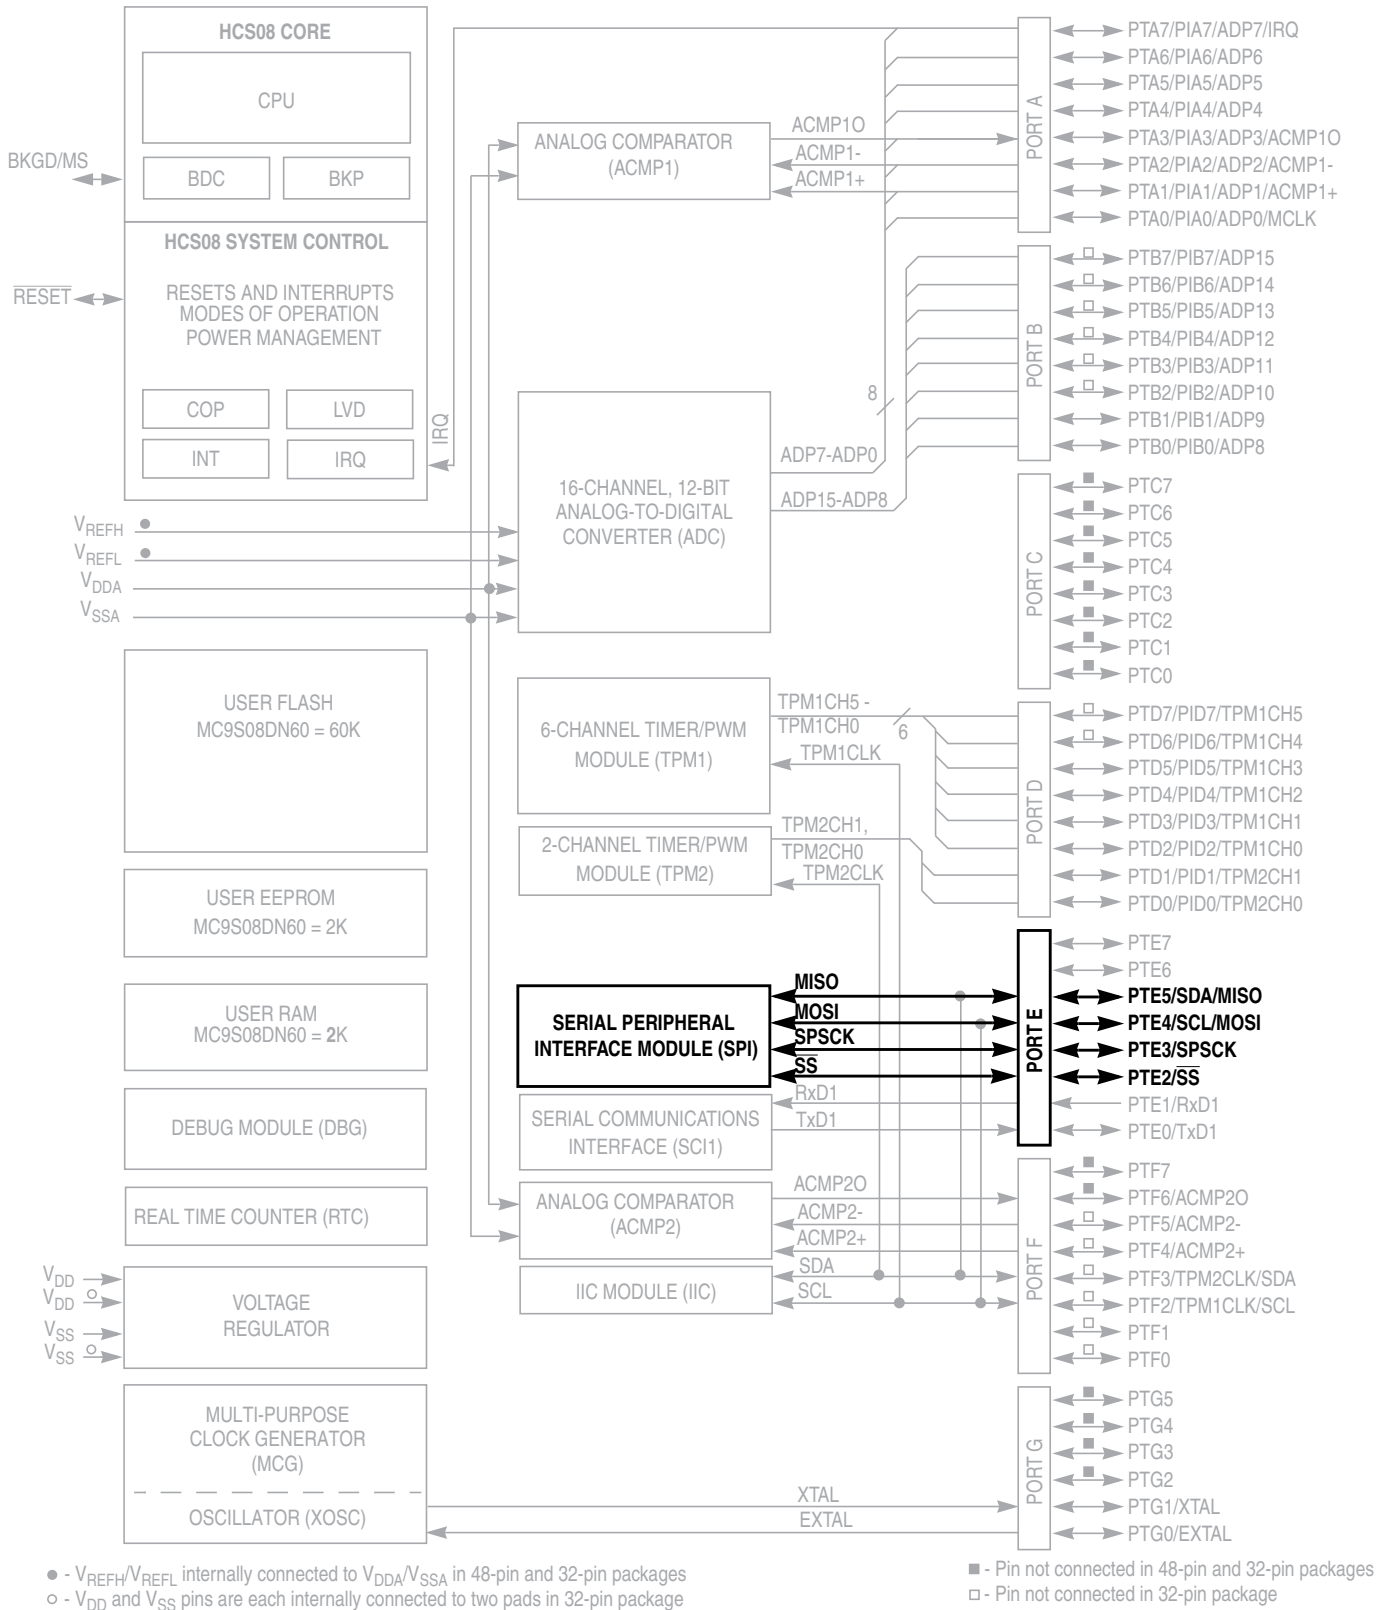 HCS08 CORE
CPU
BDC
BKP
BKGD/MS
HCS08 SYSTEM CONTROL
RESETS AND INTERRUPTS
MODES OF OPERATION
POWER MANAGEMENT
RESET
COP
LVD
INT
IRQ
IRQ
VREFH
VREFL
VDDA
VSSA
USER FLASH
MC9S08DN60 = 60K
USER EEPROM
MC9S08DN60 = 2K
USER RAM
MC9S08DN60 = 2K
DEBUG MODULE (DBG)
REAL TIME COUNTER (RTC)
VDD
VDD
VSS
VSS
VOLTAGE
REGULATOR
MULTI-PURPOSE
CLOCK GENERATOR
(MCG)
OSCILLATOR (XOSC)
ANALOG COMPARATOR
(ACMP1)
ACMP1O
ACMP1-
ACMP1+
16-CHANNEL, 12-BIT
ANALOG-TO-DIGITAL
CONVERTER (ADC)
8
ADP7-ADP0
ADP15-ADP8
6-CHANNEL TIMER/PWM
MODULE (TPM1)
TPM1CH5 -
TPM1CH0
6
TPM1CLK
2-CHANNEL TIMER/PWM
MODULE (TPM2)
TPM2CH1,
TPM2CH0
TPM2CLK
SERIAL PERIPHERAL
INTERFACE MODULE (SPI)
MISO
MOSI
SPSCK
SS
SERIAL COMMUNICATIONS
INTERFACE (SCI1)
RxD1
TxD1
ANALOG COMPARATOR
(ACMP2)
ACMP2O
ACMP2-
ACMP2+
IIC MODULE (IIC)
SDA
SCL
XTAL
EXTAL
PORT A
PTA7/PIA7/ADP7/IRQ
PTA6/PIA6/ADP6
PTA5/PIA5/ADP5
PTA4/PIA4/ADP4
PTA3/PIA3/ADP3/ACMP1O
PTA2/PIA2/ADP2/ACMP1-
PTA1/PIA1/ADP1/ACMP1+
PTA0/PIA0/ADP0/MCLK
PORT B
PTB7/PIB7/ADP15
PTB6/PIB6/ADP14
PTB5/PIB5/ADP13
PTB4/PIB4/ADP12
PTB3/PIB3/ADP11
PTB2/PIB2/ADP10
PTB1/PIB1/ADP9
PTB0/PIB0/ADP8
PORT C
PTC7
PTC6
PTC5
PTC4
PTC3
PTC2
PTC1
PTC0
PORT D
PTD7/PID7/TPM1CH5
PTD6/PID6/TPM1CH4
PTD5/PID5/TPM1CH3
PTD4/PID4/TPM1CH2
PTD3/PID3/TPM1CH1
PTD2/PID2/TPM1CH0
PTD1/PID1/TPM2CH1
PTD0/PID0/TPM2CH0
PORT E
PTE7
PTE6
PTE5/SDA/MISO
PTE4/SCL/MOSI
PTE3/SPSCK
PTE2/SS
PTE1/RxD1
PTE0/TxD1
PORT F
PTF7
PTF6/ACMP2O
PTF5/ACMP2-
PTF4/ACMP2+
PTF3/TPM2CLK/SDA
PTF2/TPM1CLK/SCL
PTF1
PTF0
PORT G
PTG5
PTG4
PTG3
PTG2
PTG1/XTAL
PTG0/EXTAL
● - VREFH/VREFL internally connected to VDDA/VSSA in 48-pin and 32-pin packages
○ - VDD and VSS pins are each internally connected to two pads in 32-pin package
■ - Pin not connected in 48-pin and 32-pin packages
□ - Pin not connected in 32-pin package